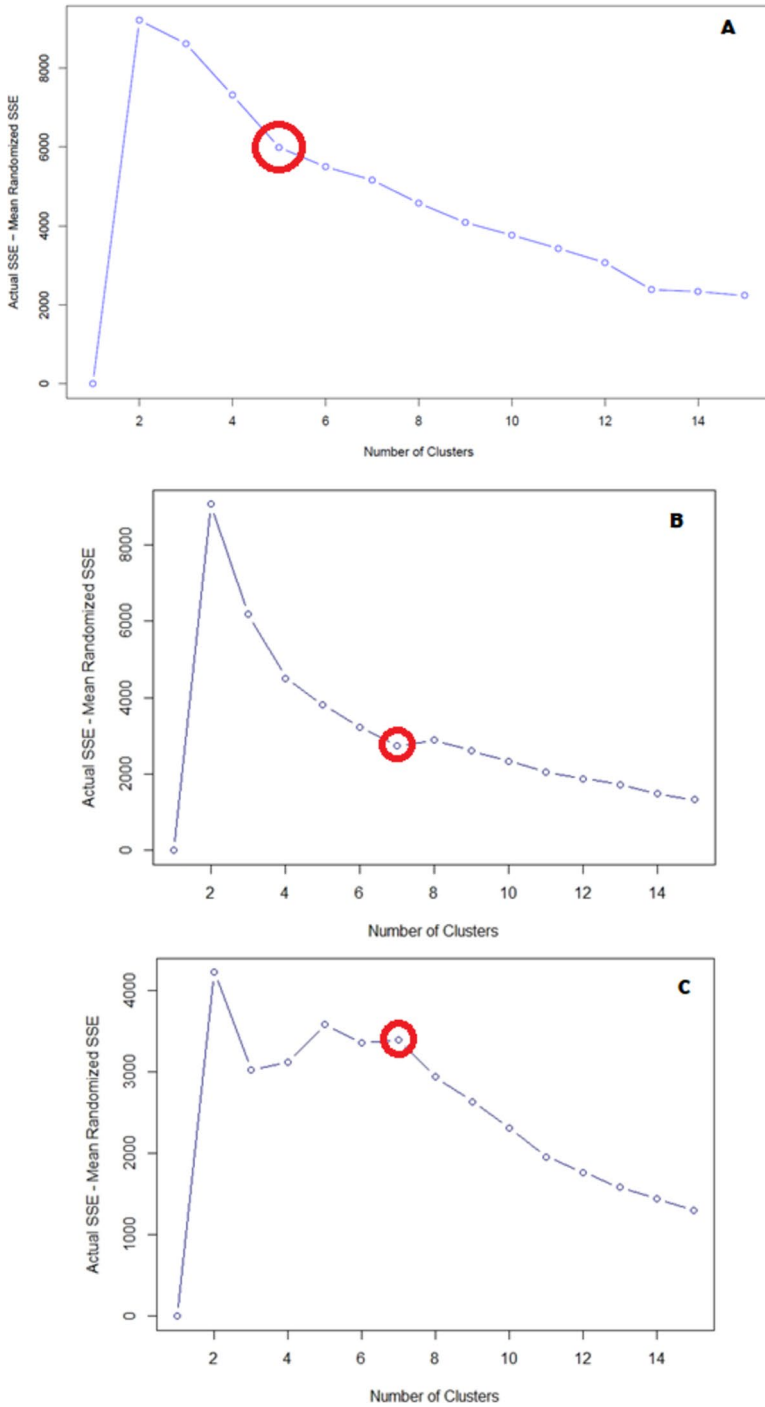 A
Actual SSE – Mean Randomized SSE
8000
6000
4000
2000
0
2 4 6 8 10 12 14
Number of Clusters
B
Actual SSE - Mean Randomized SSE
8000
6000
4000
2000
0
2 4 6 8 10 12 14
Number of Clusters
C
Actual SSE - Mean Randomized SSE
4000
3000
2000
1000
0
2 4 6 8 10 12 14
Number of Clusters